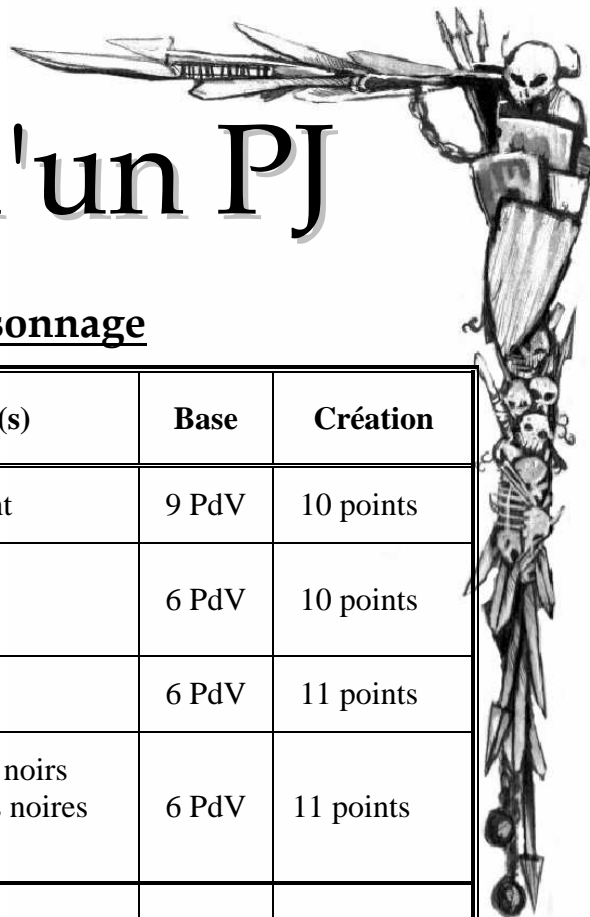 'un PJ
sonnage
(s) Base Création
nt 9 PdV 10 points
6 PdV 10 points
6 PdV 11 points
noirs
s noires 6 PdV 11 points